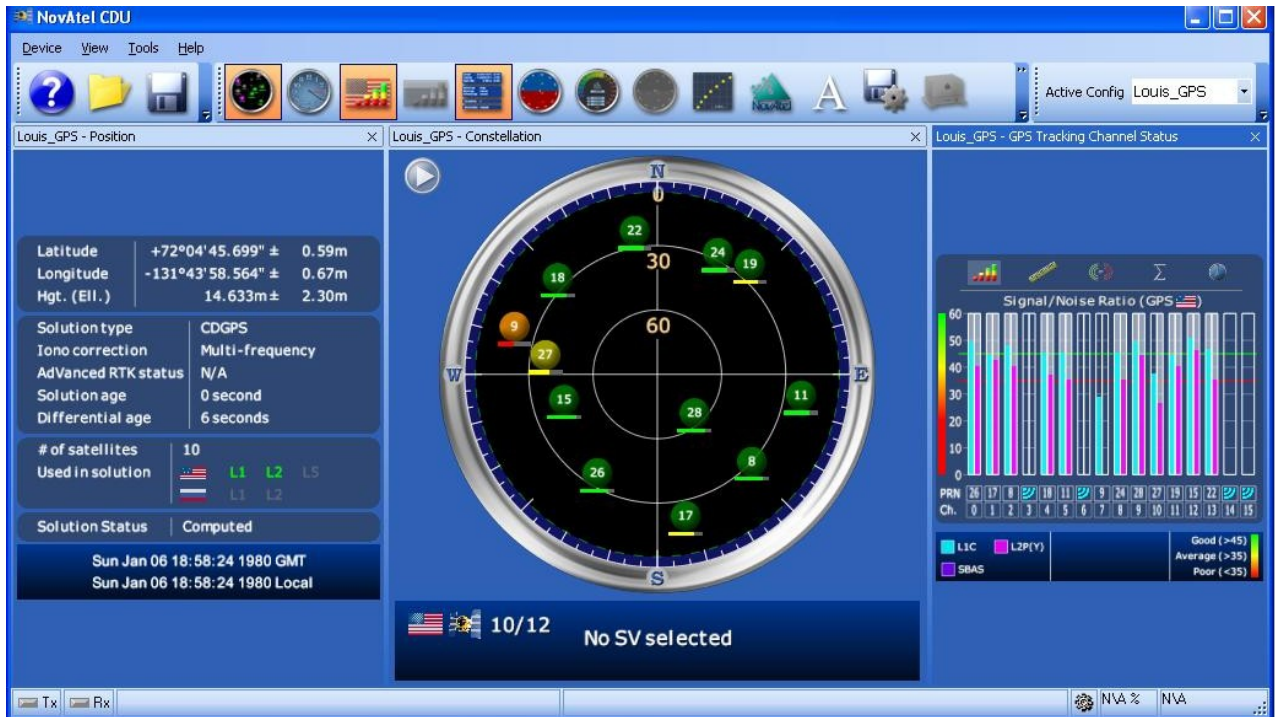 NovAtel CDU
Device View Tools Help
Active Config Louis_GPS
Louis_GPS - Position
Latitude +72°04'45.699" ± 0.59m
Longitude -131°43'58.564" ± 0.67m
Hgt. (Ell.) 14.633m ± 2.30m
Solution type CDGPS
Iono correction Multi-frequency
AdVanced RTK status N/A
Solution age 0 second
Differential age 6 seconds
# of satellites 10
Used in solution L1 L2 L5
L1 L2
Solution Status Computed
Sun Jan 06 18:58:24 1980 GMT
Sun Jan 06 18:58:24 1980 Local
Louis_GPS - Constellation
N
0
22
24
19
30
18
9
60
27
W
E
15
11
28
8
26
17
S
10/12
No SV selected
Louis_GPS - GPS Tracking Channel Status
Σ
Signal/Noise Ratio (GPS)
60
50
40
30
20
10
0
PRN 26 17 8 18 11 9 24 28 27 19 15 22
Ch. 0 1 2 3 4 5 6 7 8 9 10 11 12 13 14 15
L1C L2P(Y)
SBAS
Good (>45)
Average (>35)
Poor (<35)
Tx Rx
N\A % N\A